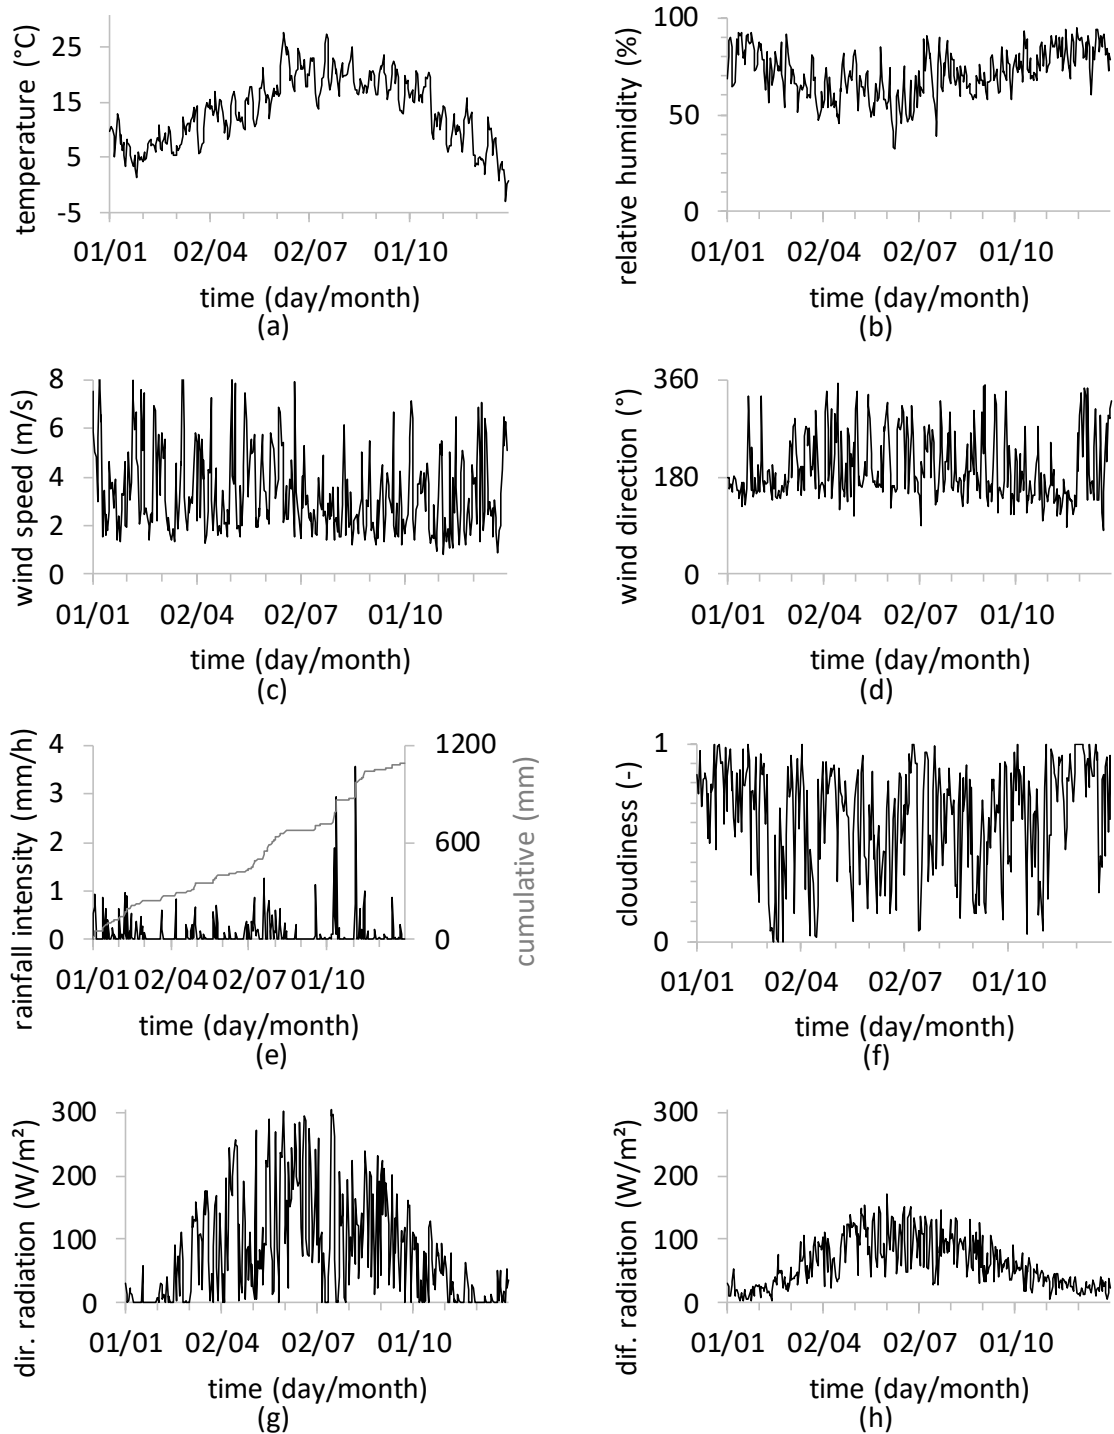 temperature (°C)
25
15
5
-5
01/01 02/04 02/07 01/10
time (day/month)
(a)
relative humidity (%)
100
50
0
01/01 02/04 02/07 01/10
time (day/month)
(b)
wind speed (m/s)
8
6
4
2
0
01/01 02/04 02/07 01/10
time (day/month)
(c)
wind direction (°)
360
180
0
01/01 02/04 02/07 01/10
time (day/month)
(d)
rainfall intensity (mm/h)
4
3
2
1
0
1200
600
0
cumulative (mm)
01/01 02/04 02/07 01/10
time (day/month)
(e)
cloudiness (-)
1
0
01/01 02/04 02/07 01/10
time (day/month)
(f)
dir. radiation (W/m²)
300
200
100
0
01/01 02/04 02/07 01/10
time (day/month)
(g)
dif. radiation (W/m²)
300
200
100
0
01/01 02/04 02/07 01/10
time (day/month)
(h)